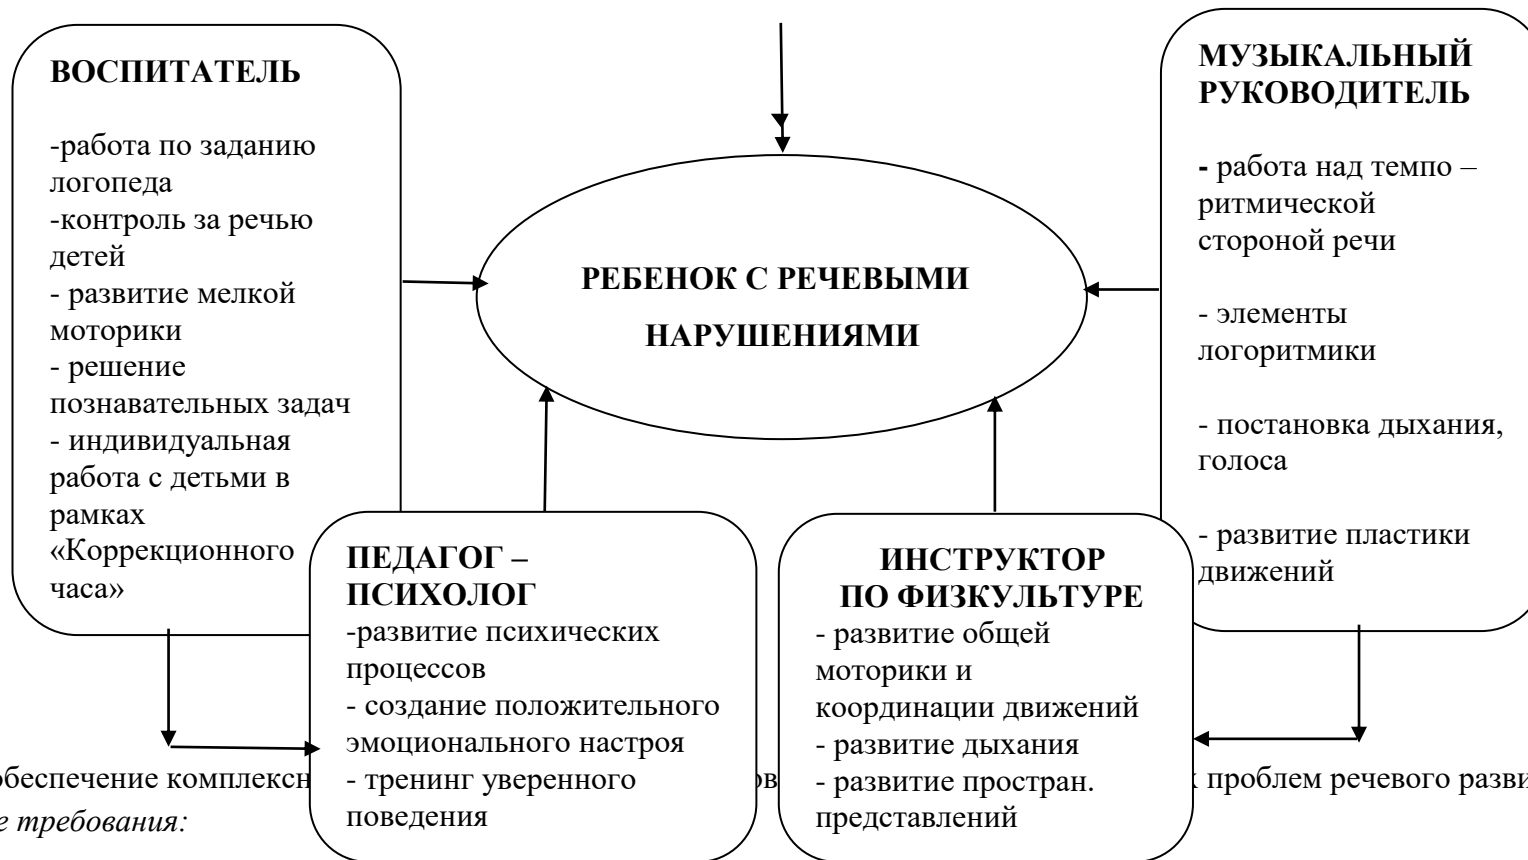 ВОСПИТАТЕЛЬ
-работа по заданию
логопеда
-контроль за речью
детей
- развитие мелкой
моторики
- решение
познавательных задач
- индивидуальная
работа с детьми в
рамках
«Коррекционного
часа»
РЕБЕНОК С РЕЧЕВЫМИ
НАРУШЕНИЯМИ
МУЗЫКАЛЬНЫЙ
РУКОВОДИТЕЛЬ
- работа над темпо –
ритмической
стороной речи
- элементы
логоритмики
- постановка дыхания,
голоса
- развитие пластики
движений
ПЕДАГОГ –
ПСИХОЛОГ
-развитие психических
процессов
- создание положительного
эмоционального настроя
- тренинг уверенного
поведения
ИНСТРУКТОР
ПО ФИЗКУЛЬТУРЕ
- развитие общей
моторики и
координации движений
- развитие дыхания
- развитие простран.
представлений
обеспечение проблем речевого
требования: